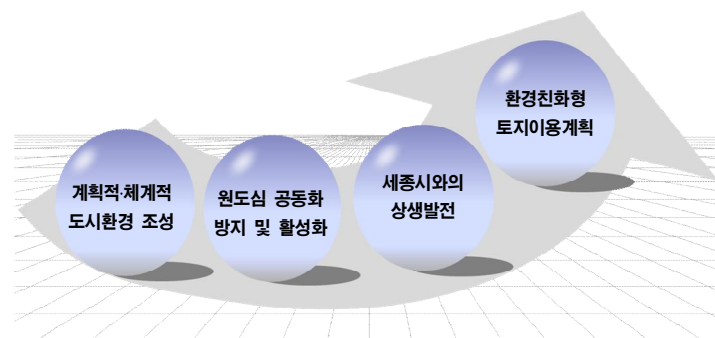 계획적·체계적
도시환경 조성
원도심 공동화
방지 및 활성화
세종시와의
상생발전
환경친화형
토지이용계획